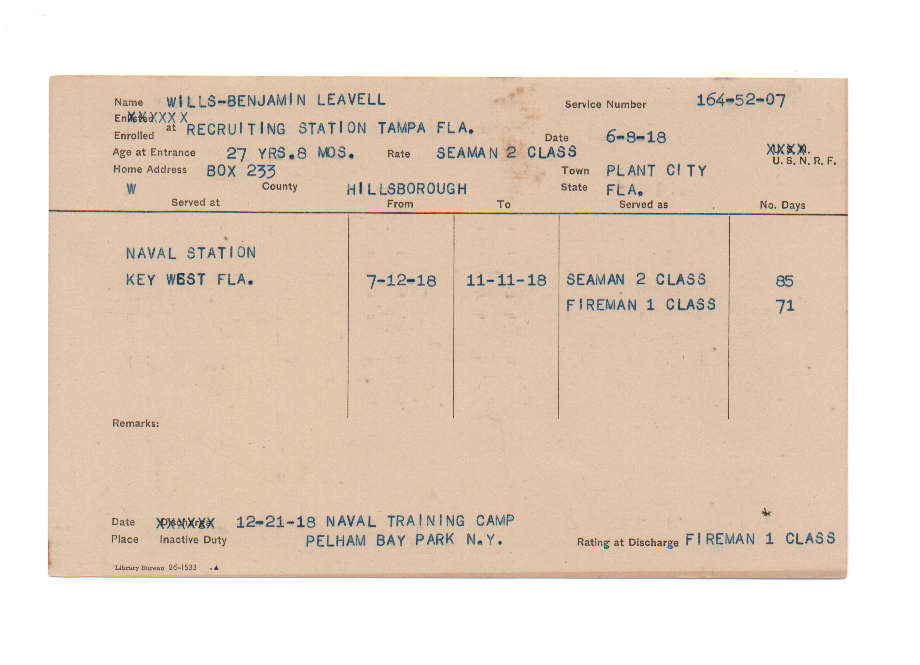 Name WILLS-BENJAMIN LEAVELL Service Number 164-52-07
Enlisted XXXXX
Enrolled at RECRUITING STATION TAMPA FLA. Date 6-8-18
Age at Entrance 27 YRS.8 MOS. Rate SEAMAN 2 CLASS U.S.N.R.F.
Home Address BOX 233 Town PLANT CITY
W County HILLSBOROUGH State FLA.
Served at From To Served as No. Days
NAVAL STATION
KEY WEST FLA. 7-12-18 11-11-18 SEAMAN 2 CLASS 85
FIREMAN 1 CLASS 71
Remarks:
Date 12-21-18 NAVAL TRAINING CAMP
Place Inactive Duty PELHAM BAY PARK N.Y. Rating at Discharge FIREMAN 1 CLASS
Library Bureau 26-1533